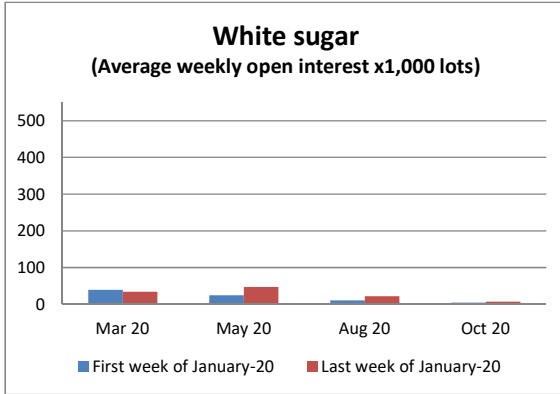 White sugar
(Average weekly open interest x1,000 lots)
500
400
300
200
100
0
Mar 20 May 20 Aug 20 Oct 20
First week of January-20 Last week of January-20